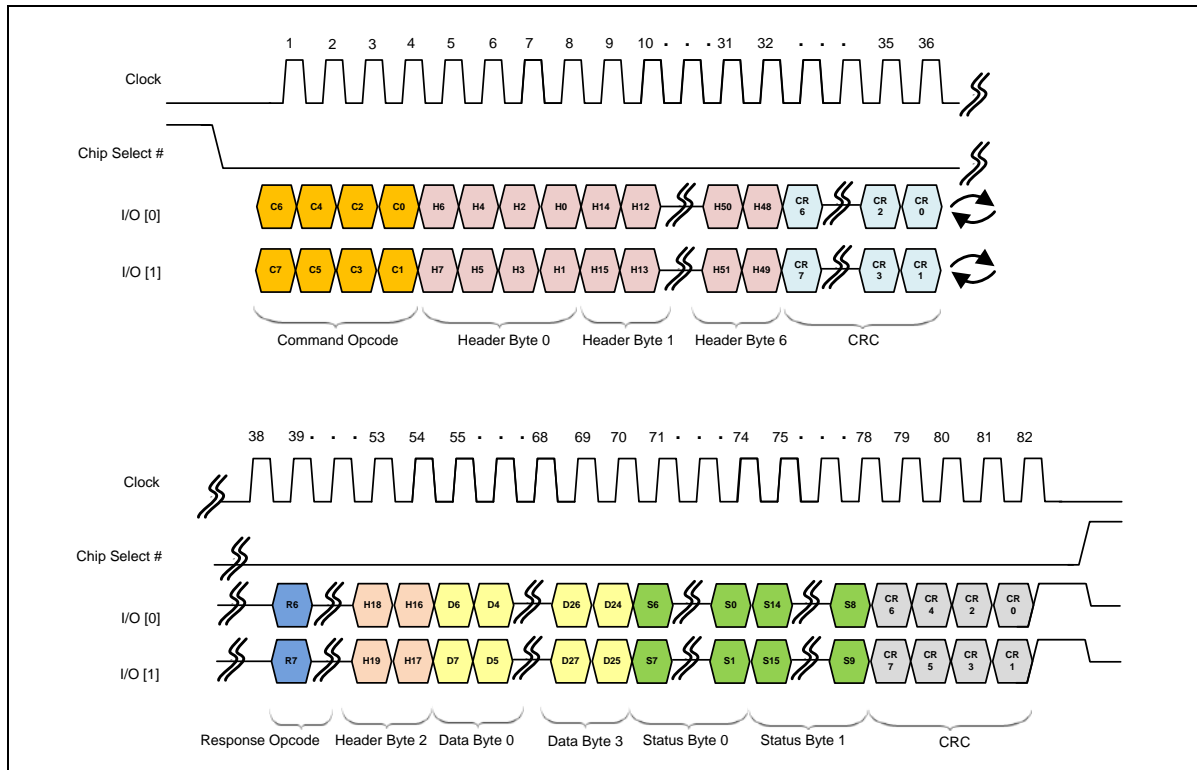 1 2 3 4 5 6 7 8 9 10 . . . 31 32 . . . 35 36
Clock
Chip Select #
I/O [0]
C6 C4 C2 C0 H6 H4 H2 H0 H14 H12 H50 H48 CR 6 CR 2 CR 0
I/O [1]
C7 C5 C3 C1 H7 H5 H3 H1 H15 H13 H51 H49 CR 7 CR 3 CR 1
Command Opcode Header Byte 0 Header Byte 1 Header Byte 6 CRC
38 39 . . . 53 54 55 . . . 68 69 70 71 . . . 74 75 . . . 78 79 80 81 82
Clock
Chip Select #
I/O [0]
R6 H18 H16 D6 D4 D26 D24 S6 S0 S14 S8 CR 6 CR 4 CR 2 CR 0
I/O [1]
R7 H19 H17 D7 D5 D27 D25 S7 S1 S15 S9 CR 7 CR 5 CR 3 CR 1
Response Opcode Header Byte 2 Data Byte 0 Data Byte 3 Status Byte 0 Status Byte 1 CRC